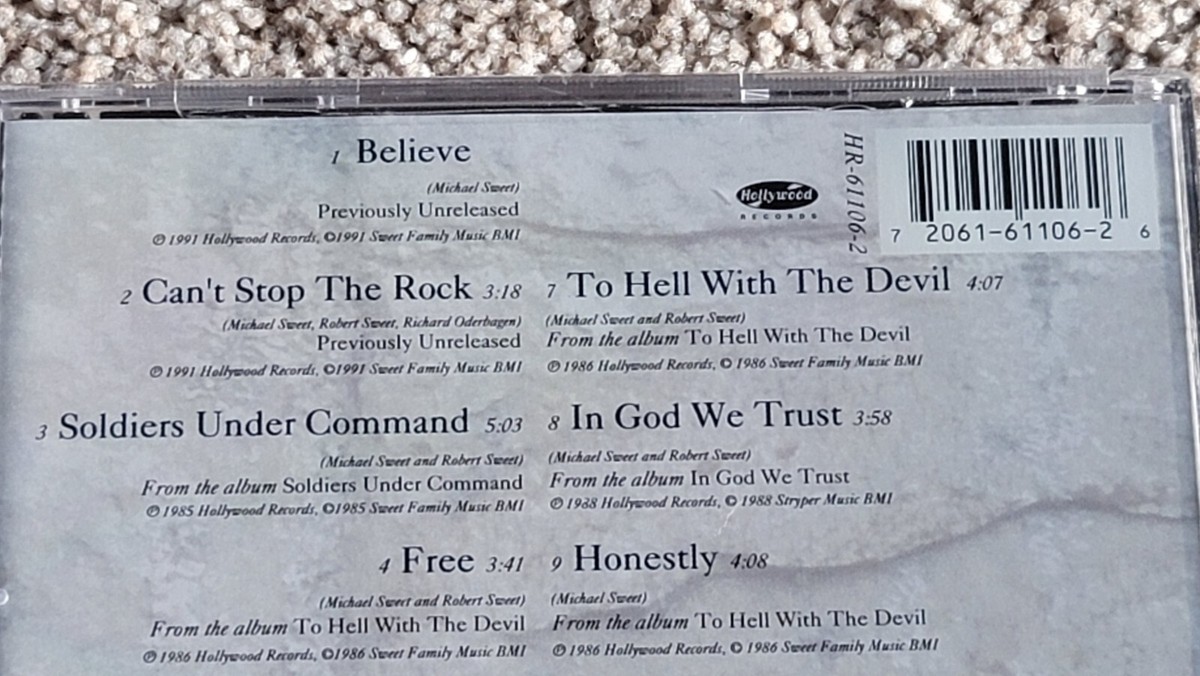 1 Believe
(Michael Sweet)
Previously Unreleased
℗ 1991 Hollywood Records, ©1991 Sweet Family Music BMI
2 Can't Stop The Rock 3:18
(Michael Sweet, Robert Sweet, Richard Oderbagen)
Previously Unreleased
℗ 1991 Hollywood Records, ©1991 Sweet Family Music BMI
3 Soldiers Under Command 5:03
(Michael Sweet and Robert Sweet)
From the album Soldiers Under Command
℗ 1985 Hollywood Records, ©1985 Sweet Family Music BMI
4 Free 3:41
(Michael Sweet and Robert Sweet)
From the album To Hell With The Devil
℗ 1986 Hollywood Records, ©1986 Sweet Family Music BMI
Hollywood
RECORDS
HR-61106-2
7 2061-61106-2 6
7 To Hell With The Devil 4:07
(Michael Sweet and Robert Sweet)
From the album To Hell With The Devil
℗ 1986 Hollywood Records, © 1986 Sweet Family Music BMI
8 In God We Trust 3:58
(Michael Sweet and Robert Sweet)
From the album In God We Trust
℗ 1988 Hollywood Records, © 1988 Stryper Music BMI
9 Honestly 4:08
(Michael Sweet)
From the album To Hell With The Devil
℗ 1986 Hollywood Records, © 1986 Sweet Family Music BMI